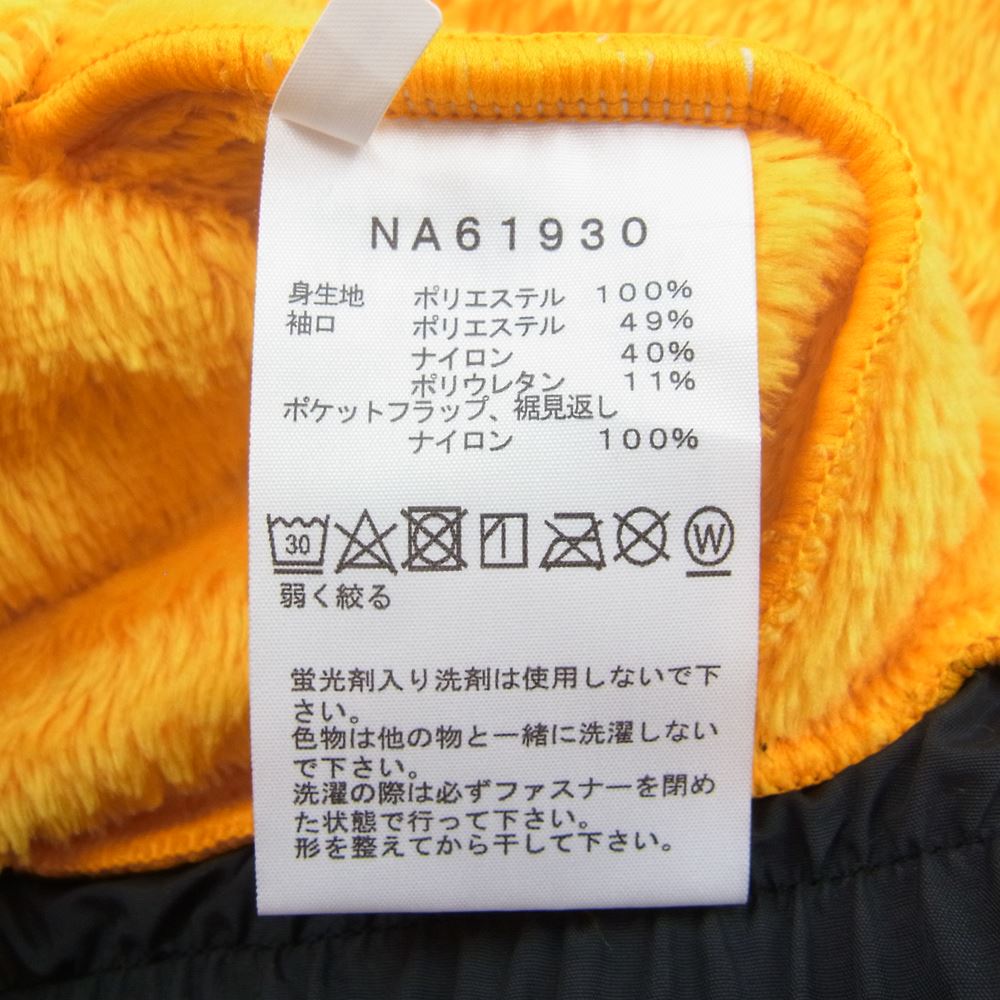 NA61930
身生地 ポリエステル 100%
袖口 ポリエステル 49%
ナイロン 40%
ポリウレタン 11%
ポケットフラップ、裾見返し
ナイロン 100%
30
W
弱く絞る
蛍光剤入り洗剤は使用しないで下
さい。
色物は他の物と一緒に洗濯しない
で下さい。
洗濯の際は必ずファスナーを閉め
た状態で行って下さい。
形を整えてから干して下さい。